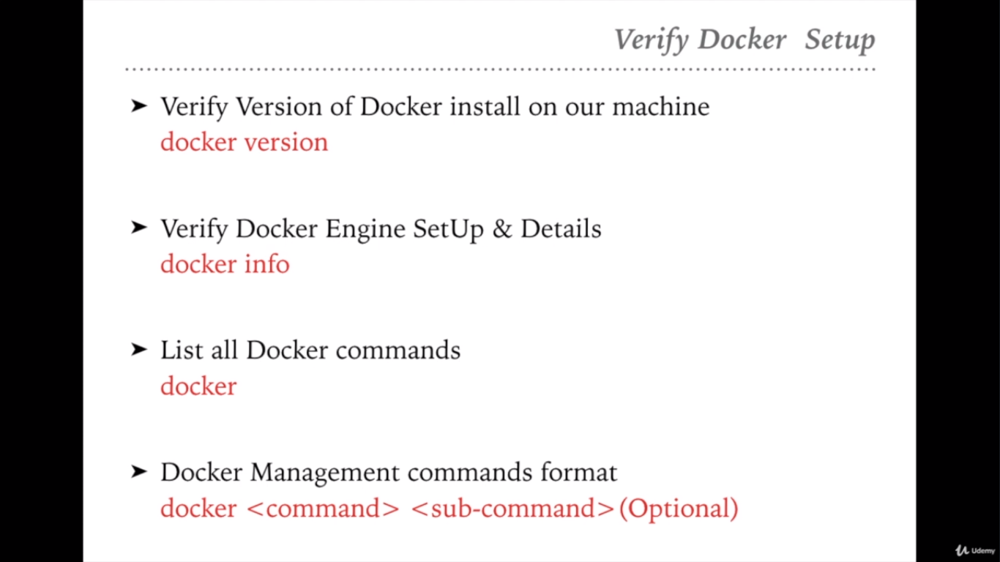 Verify Docker Setup
➤ Verify Version of Docker install on our machine
docker version
➤ Verify Docker Engine SetUp & Details
docker info
➤ List all Docker commands
docker
➤ Docker Management commands format
docker <command> <sub-command>(Optional)
Udemy